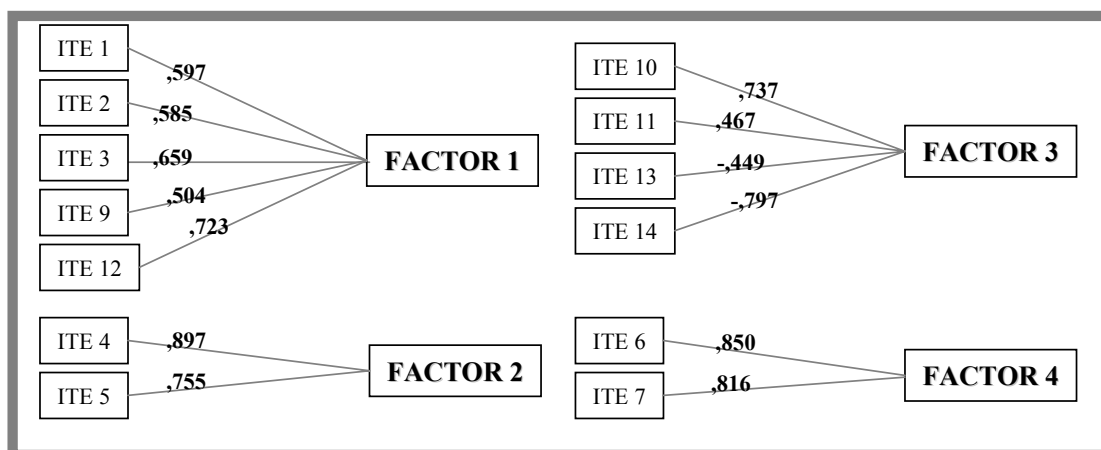 ITE 1
,597
ITE 2
,585
ITE 3
,659
ITE 9
,504
ITE 12
,723
FACTOR 1
ITE 10
,737
ITE 11
,467
ITE 13
-,449
ITE 14
-,797
FACTOR 3
ITE 4
,897
ITE 5
,755
FACTOR 2
ITE 6
,850
ITE 7
,816
FACTOR 4